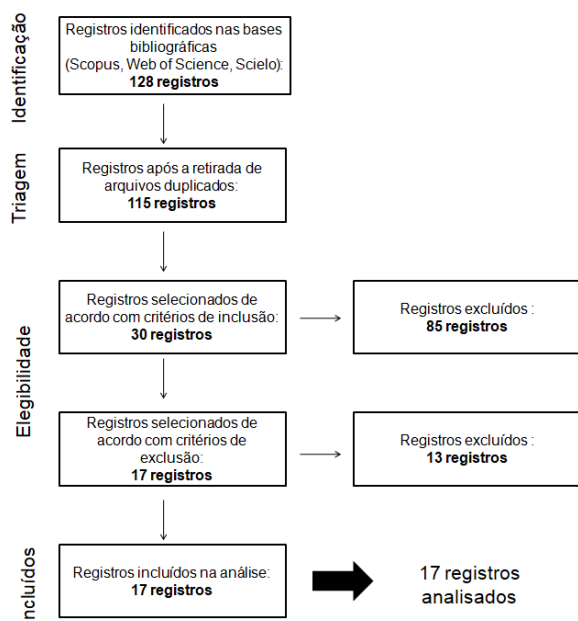 Identificação
Registros identificados nas bases
bibliográficas
(Scopus, Web of Science, Scielo):
128 registros
Triagem
Registros após a retirada de
arquivos duplicados:
115 registros
Elegibilidade
Registros selecionados de
acordo com critérios de inclusão:
30 registros
Registros excluídos :
85 registros
Registros selecionados de
acordo com critérios de
exclusão:
17 registros
Registros excluídos :
13 registros
ncluídos
Registros incluídos na análise:
17 registros
17 registros
analisados